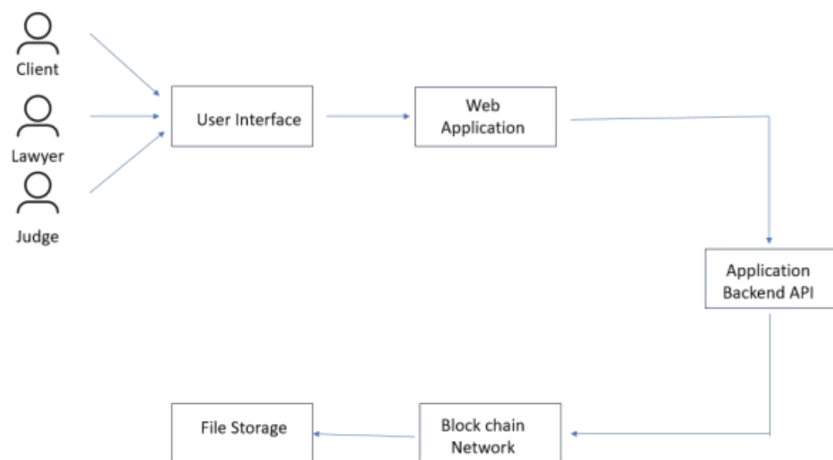 Client
User Interface
Web
Application
Lawyer
Judge
Application
Backend API
File Storage
Block chain
Network